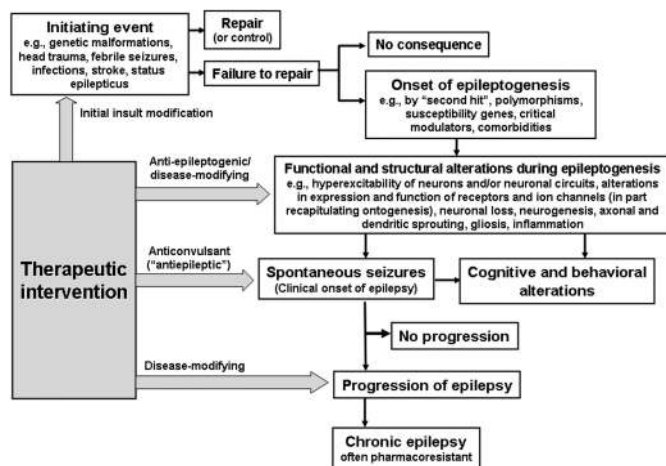 Initiating event
e.g., genetic malformations,
head trauma, febrile seizures,
infections, stroke, status
epilepticus
Repair
(or control)
Failure to repair
No consequence
Onset of epileptogenesis
e.g., by “second hit”, polymorphisms,
susceptibility genes, critical
modulators, comorbidities
Initial insult modification
Anti-epileptogenic/
disease-modifying
Functional and structural alterations during epileptogenesis
e.g., hyperexcitability of neurons and/or neuronal circuits, alterations
in expression and function of receptors and ion channels (in part
recapitulating ontogenesis), neuronal loss, neurogenesis, axonal and
dendritic sprouting, gliosis, inflammation
Therapeutic
intervention
Anticonvulsant
(“antiepileptic”)
Spontaneous seizures
(Clinical onset of epilepsy)
Cognitive and behavioral
alterations
No progression
Disease-modifying
Progression of epilepsy
Chronic epilepsy
often pharmacoresistant